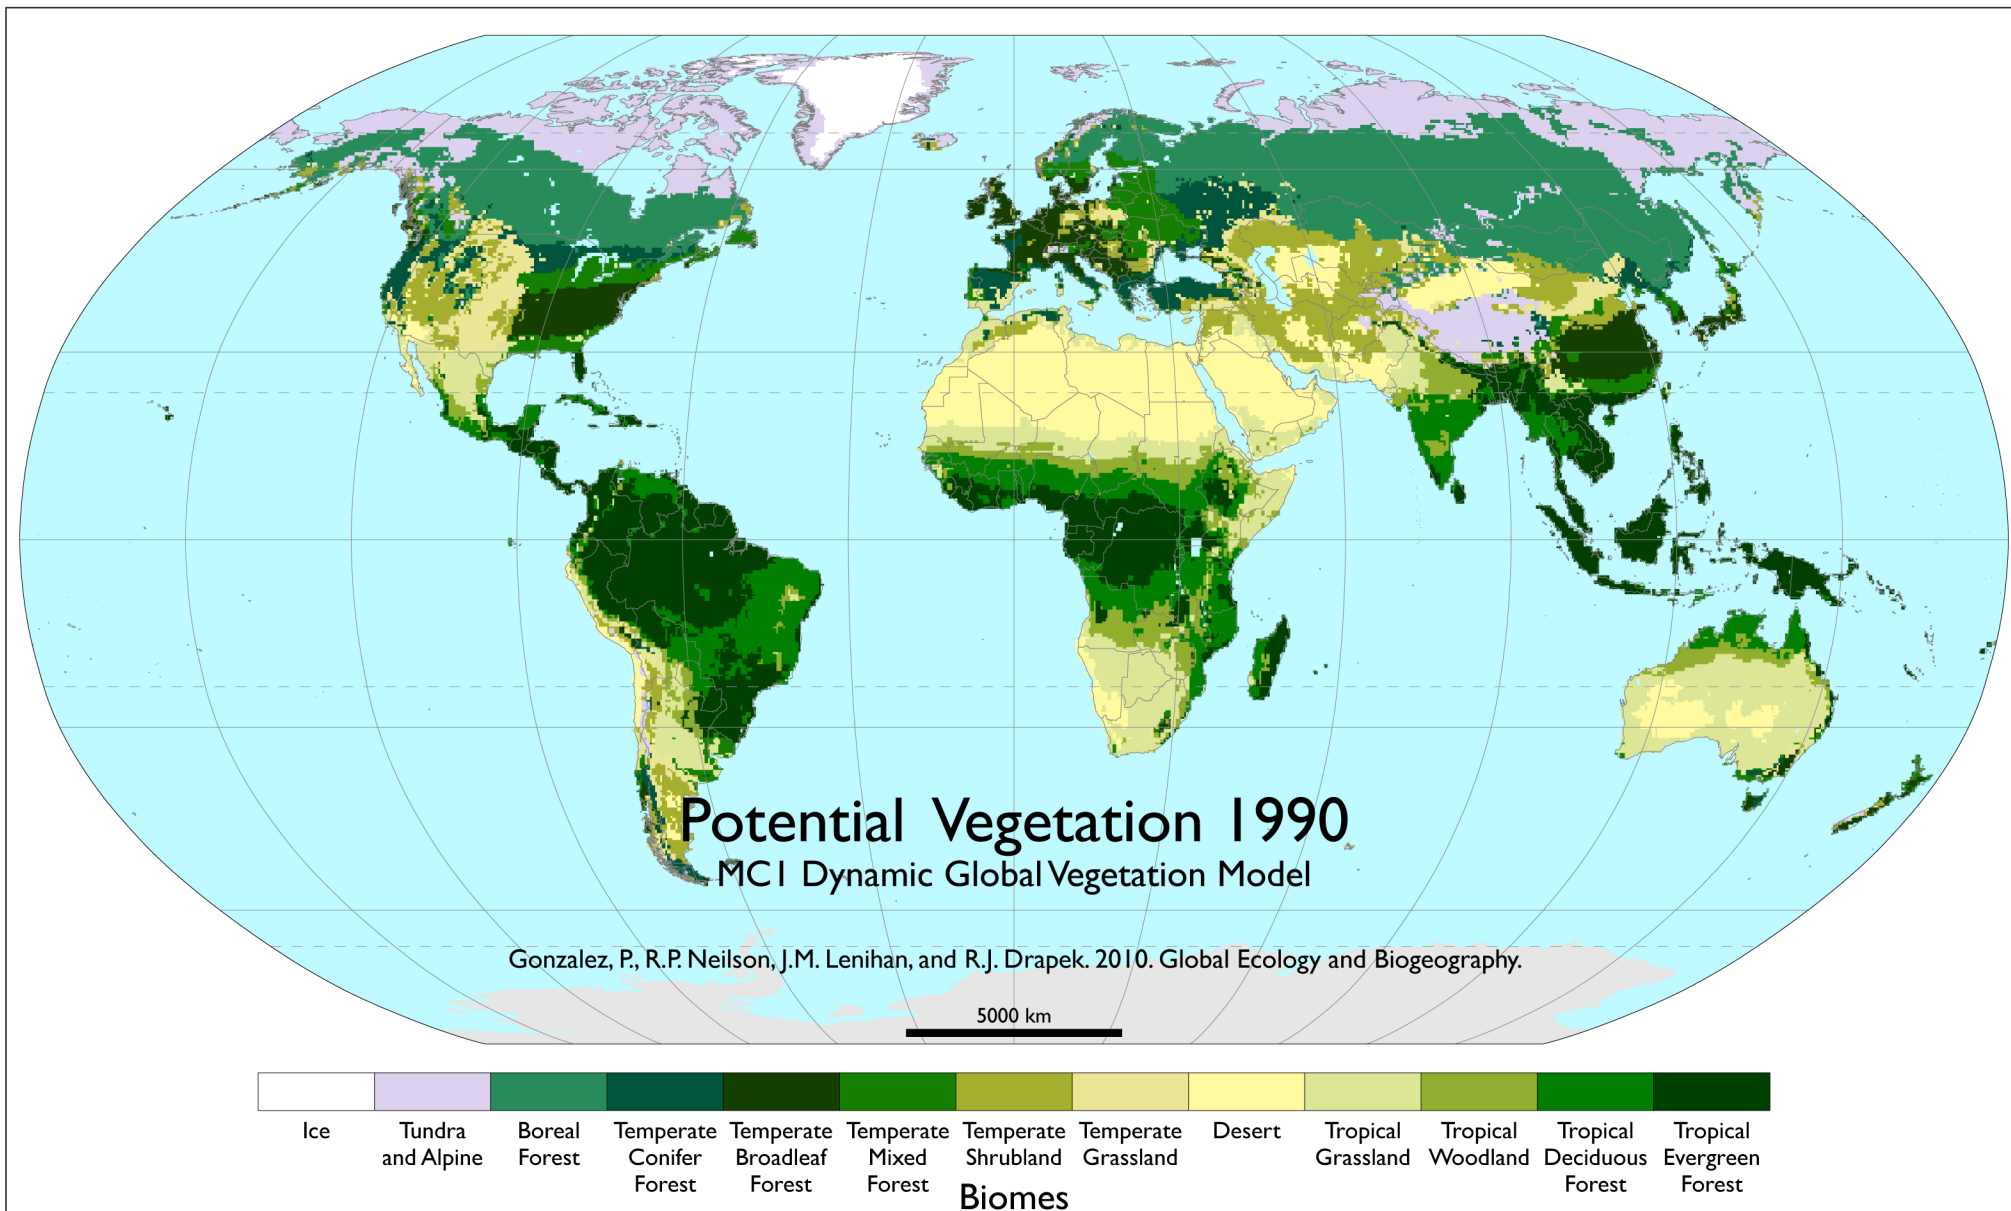 Potential Vegetation 1990
MC1 Dynamic Global Vegetation Model
Gonzalez, P., R.P. Neilson, J.M. Lenihan, and R.J. Drapek. 2010. Global Ecology and Biogeography.
5000 km
Ice
Tundra
and Alpine
Boreal
Forest
Temperate
Conifer
Forest
Temperate
Broadleaf
Forest
Temperate
Mixed
Forest
Temperate
Shrubland
Temperate
Grassland
Desert
Tropical
Grassland
Tropical
Woodland
Tropical
Deciduous
Forest
Tropical
Evergreen
Forest
Biomes